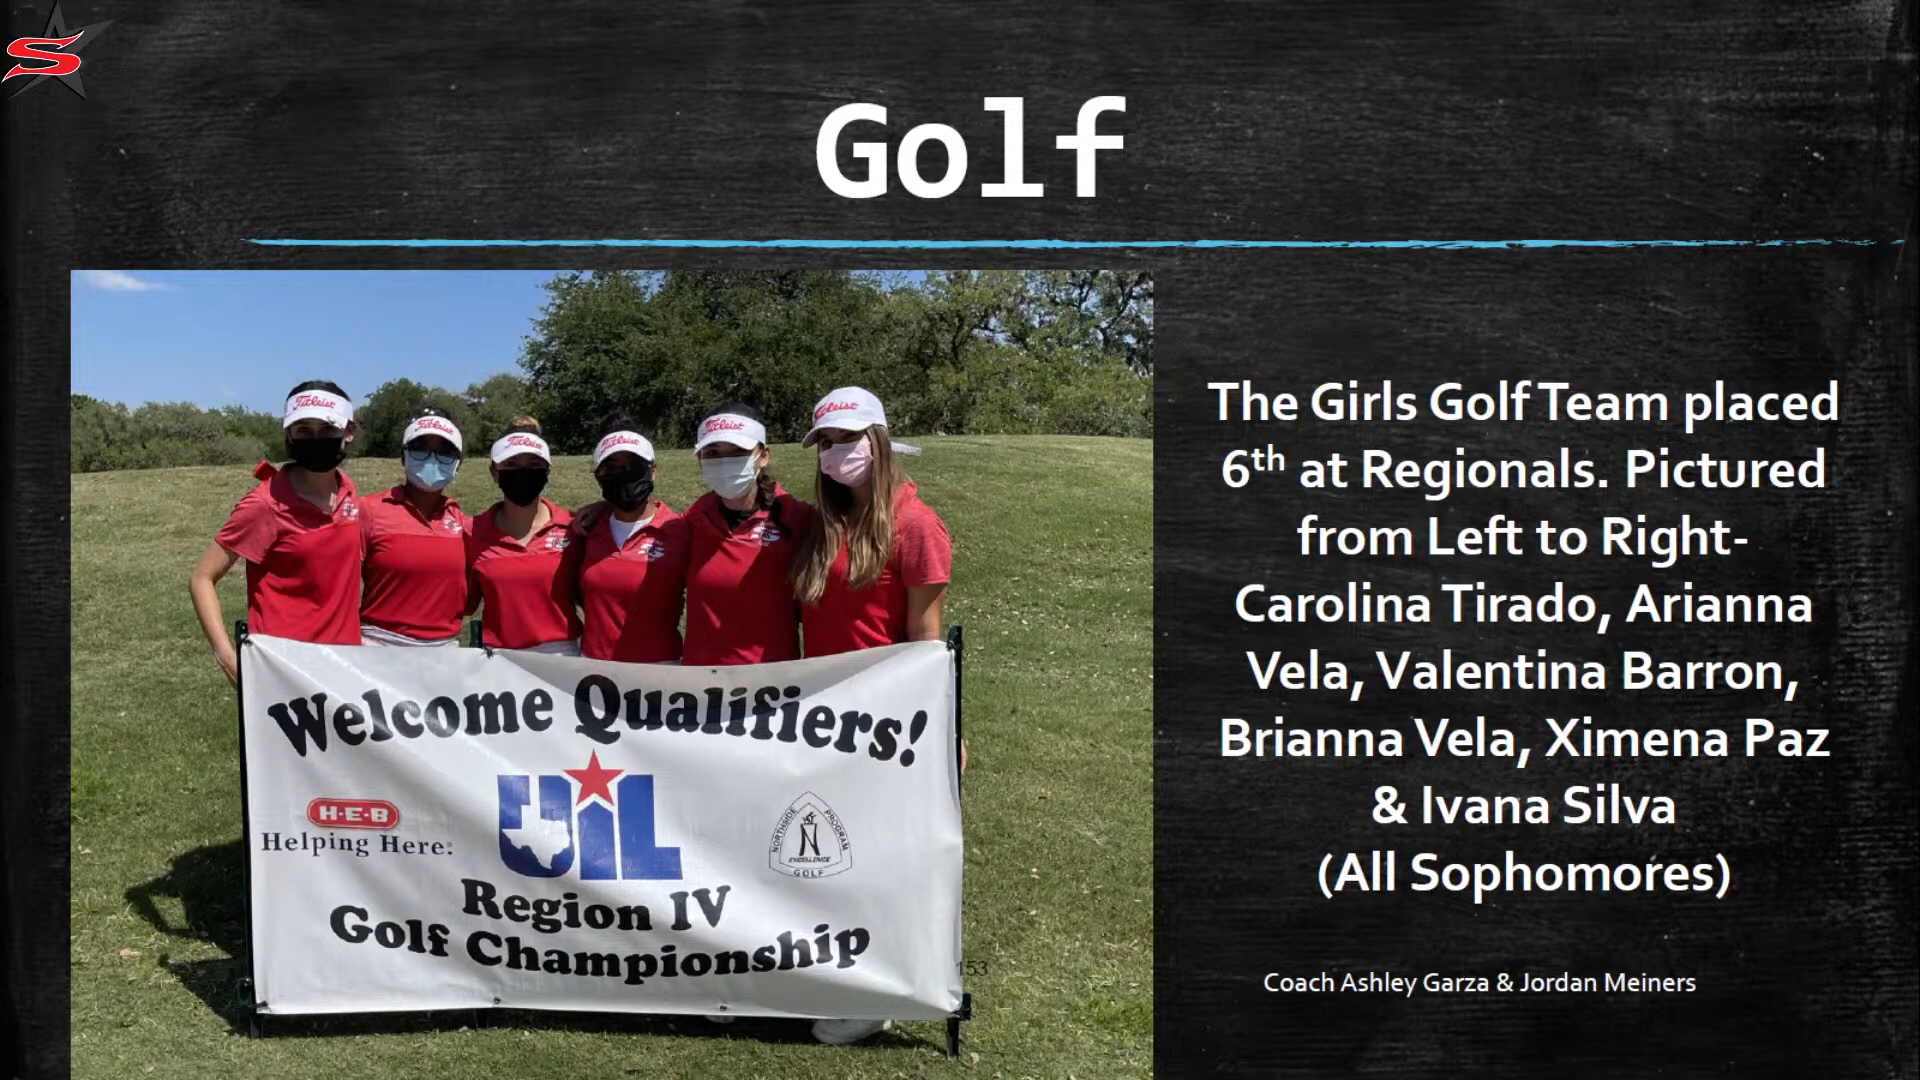 S
Golf
The Girls Golf Team placed
6th at Regionals. Pictured
from Left to Right-
Carolina Tirado, Arianna
Vela, Valentina Barron,
Brianna Vela, Ximena Paz
& Ivana Silva
(All Sophomores)
Coach Ashley Garza & Jordan Meiners
Titleist
Titleist
Titleist
Titleist
Titleist
Titleist
Welcome Qualifiers!
UIL
H-E-B
Helping Here.
NORTHSIDE PROGRAM
N
EXCELLENCE
GOLF
Region IV
Golf Championship
153